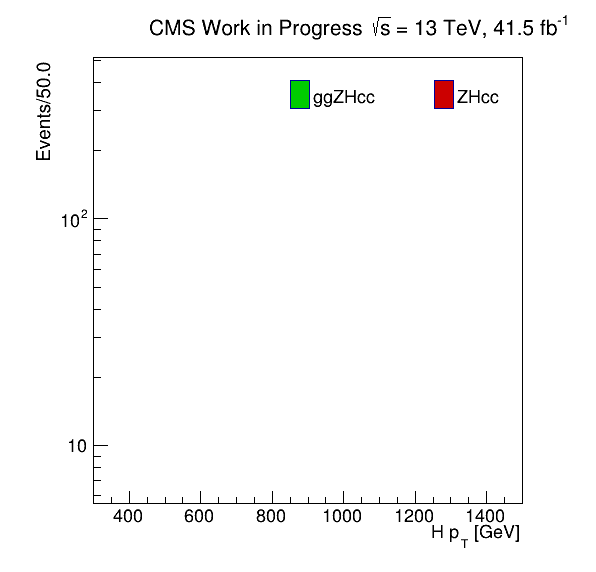 CMS Work in Progress √s = 13 TeV, 41.5 fb⁻¹
Events/50.0
ggZHcc ZHcc
10²
10
400 600 800 1000 1200 1400
H p_T [GeV]